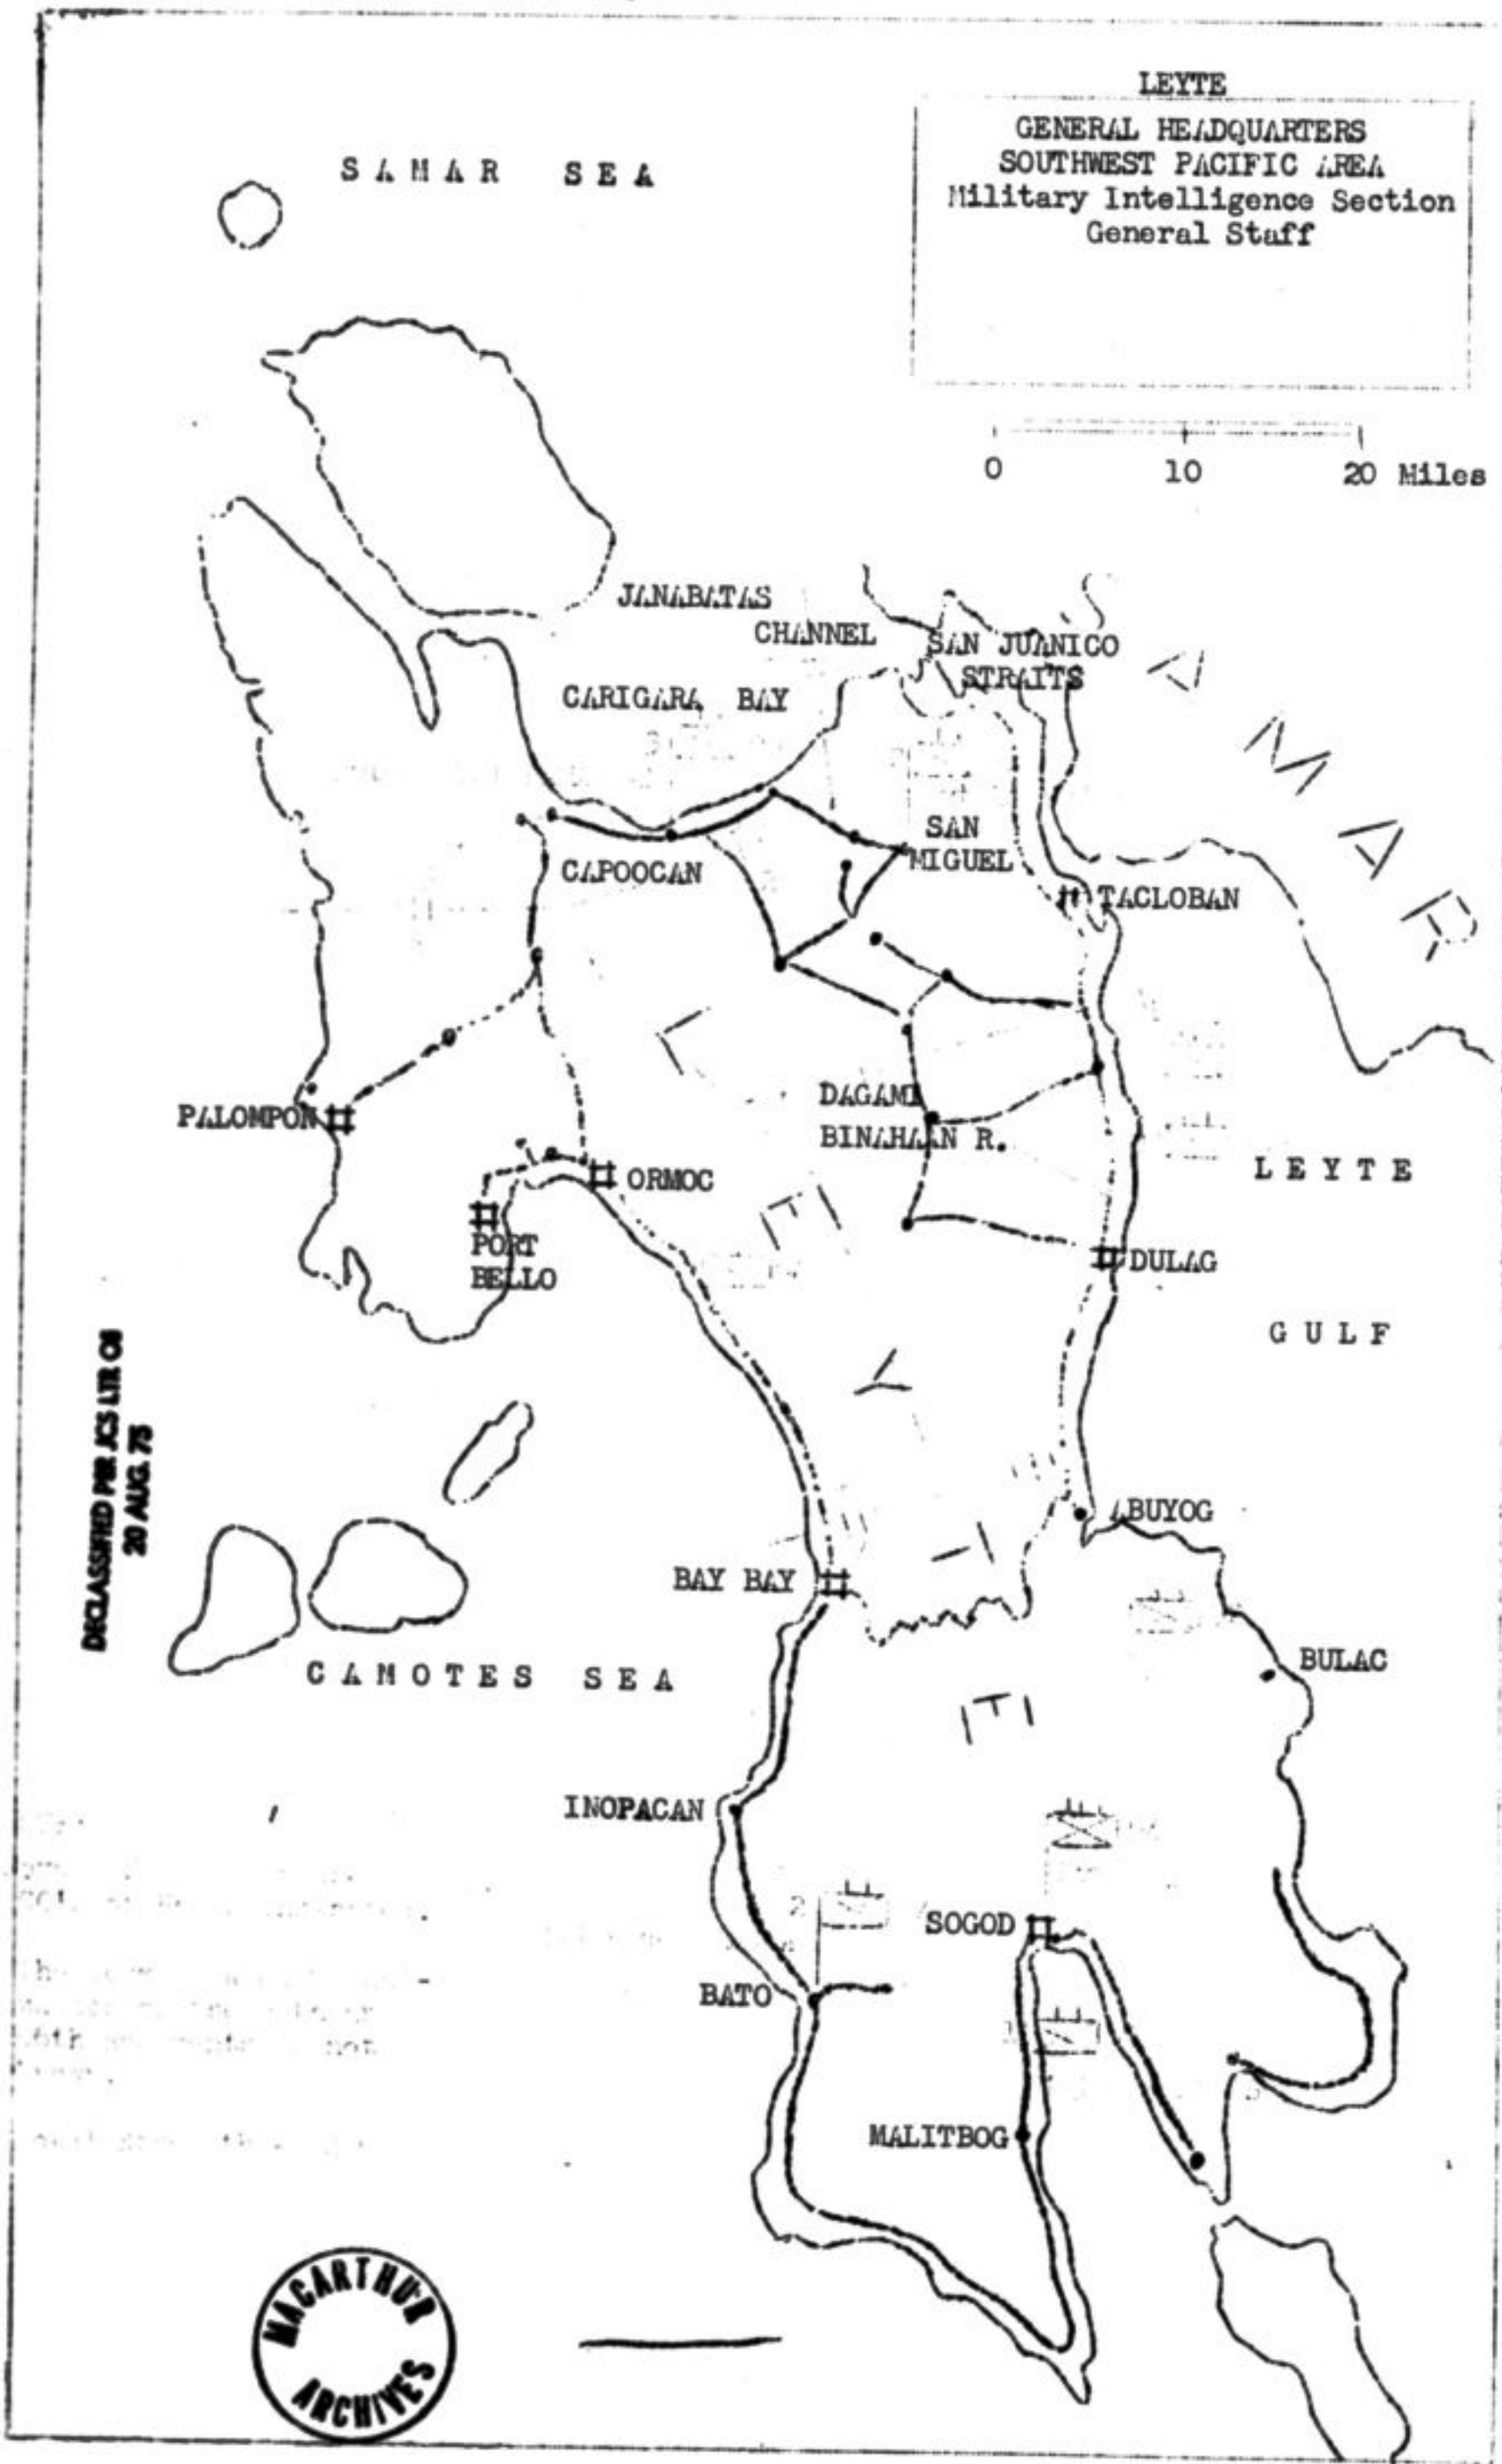 LEYTE
GENERAL HEADQUARTERS
SOUTHWEST PACIFIC AREA
Military Intelligence Section
General Staff
SAMAR SEA
0 10 20 Miles
JANABATAS
CHANNEL
SAN JUANICO
STRAITS
CARIGARA BAY
SAMAR
SAN
MIGUEL
CAPOOCAN
TACLOBAN
DAGAMI
BINAHAAN R.
PALOMPON
ORMOC
LEYTE
PORT
BELLO
DULAG
GULF
LEYTE
DECLASSIFIED PER JCS LTR OF
20 AUG. 75
ABUYOG
BAY BAY
BULAC
CAMOTES SEA
INOPACAN
SOGOD
BATO
MALITBOG
MACARTHUR
ARCHIVES